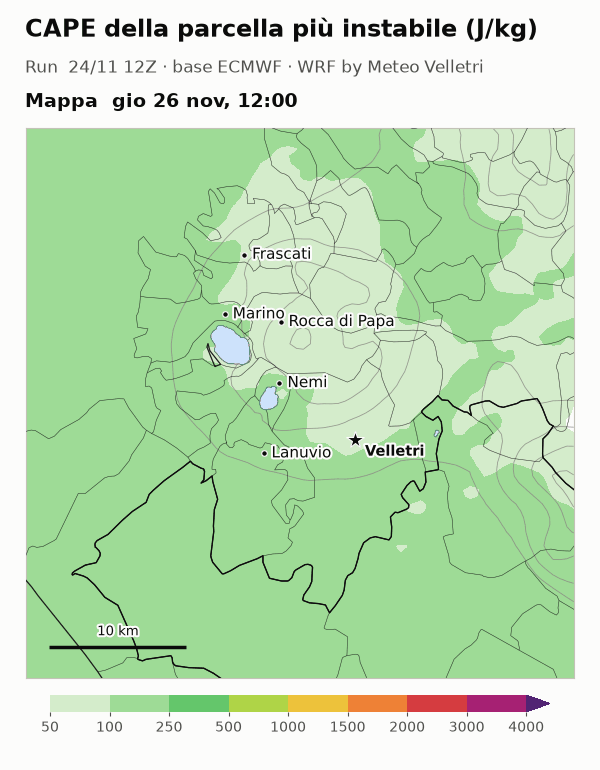 CAPE della parcella più instabile (J/kg)
Run  24/11 12Z · base ECMWF · WRF by Meteo Velletri
Mappa  gio 26 nov, 12:00
Frascati
Marino
Rocca di Papa
Nemi
Velletri
Lanuvio
10 km
50 100 250 500 1000 1500 2000 3000 4000